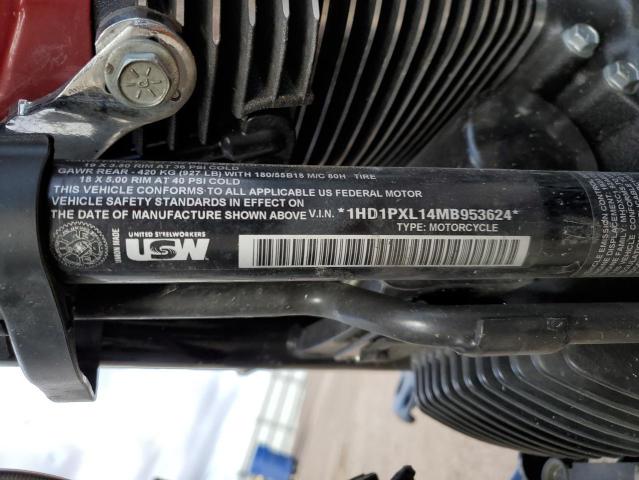 19 X 3.50 RIM AT 36 PSI COLD
GAWR REAR - 420 KG (927 LB) WITH 180/55B18 M/C 80H TIRE
18 X 5.00 RIM AT 40 PSI COLD
THIS VEHICLE CONFORMS TO ALL APPLICABLE US FEDERAL MOTOR
VEHICLE SAFETY STANDARDS IN EFFECT ON
THE DATE OF MANUFACTURE SHOWN ABOVE V.I.N. *1HD1PXL14MB953624*
TYPE: MOTORCYCLE
UNION MADE
UNITED STEELWORKERS
USW